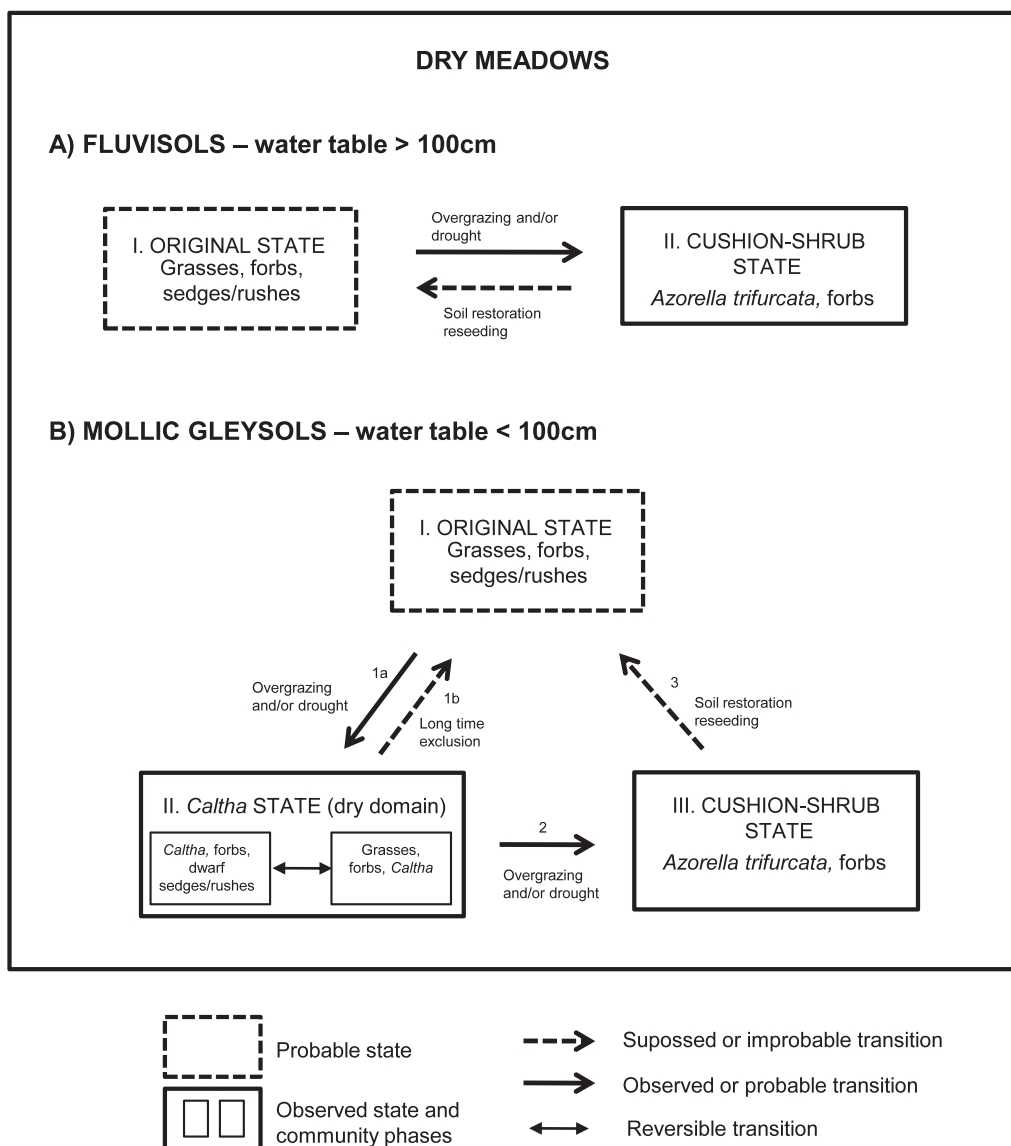 DRY MEADOWS
A) FLUVISOLS – water table > 100cm
I. ORIGINAL STATE
Grasses, forbs,
sedges/rushes
Overgrazing and/or
drought
Soil restoration
reseeding
II. CUSHION-SHRUB
STATE
Azorella trifurcata, forbs
B) MOLLIC GLEYSOLS – water table < 100cm
I. ORIGINAL STATE
Grasses, forbs,
sedges/rushes
Overgrazing
and/or drought
1a
1b
Long time
exclusion
3
Soil restoration
reseeding
II. Caltha STATE (dry domain)
Caltha, forbs,
dwarf
sedges/rushes
Grasses,
forbs, Caltha
2
Overgrazing
and/or drought
III. CUSHION-SHRUB
STATE
Azorella trifurcata, forbs
Probable state
Observed state and
community phases
Supossed or improbable transition
Observed or probable transition
Reversible transition